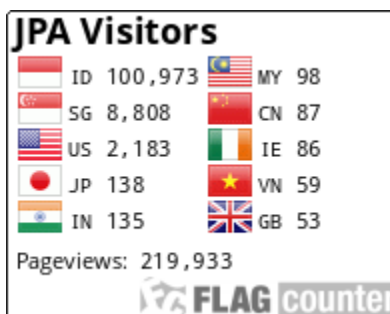 JPA Visitors
ID 100,973 MY 98
SG 8,808 CN 87
US 2,183 IE 86
JP 138 VN 59
IN 135 GB 53
Pageviews: 219,933
FLAG counter